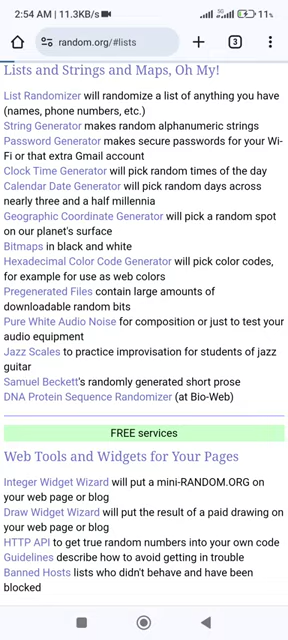 2:54 AM | 11.3KB/s
5G
11%
random.org/#lists
3
Lists and Strings and Maps, Oh My!
List Randomizer will randomize a list of anything you have
(names, phone numbers, etc.)
String Generator makes random alphanumeric strings
Password Generator makes secure passwords for your Wi-
Fi or that extra Gmail account
Clock Time Generator will pick random times of the day
Calendar Date Generator will pick random days across
nearly three and a half millennia
Geographic Coordinate Generator will pick a random spot
on our planet's surface
Bitmaps in black and white
Hexadecimal Color Code Generator will pick color codes,
for example for use as web colors
Pregenerated Files contain large amounts of
downloadable random bits
Pure White Audio Noise for composition or just to test your
audio equipment
Jazz Scales to practice improvisation for students of jazz
guitar
Samuel Beckett's randomly generated short prose
DNA Protein Sequence Randomizer (at Bio-Web)
FREE services
Web Tools and Widgets for Your Pages
Integer Widget Wizard will put a mini-RANDOM.ORG on
your web page or blog
Draw Widget Wizard will put the result of a paid drawing on
your web page or blog
HTTP API to get true random numbers into your own code
Guidelines describe how to avoid getting in trouble
Banned Hosts lists who didn't behave and have been
blocked